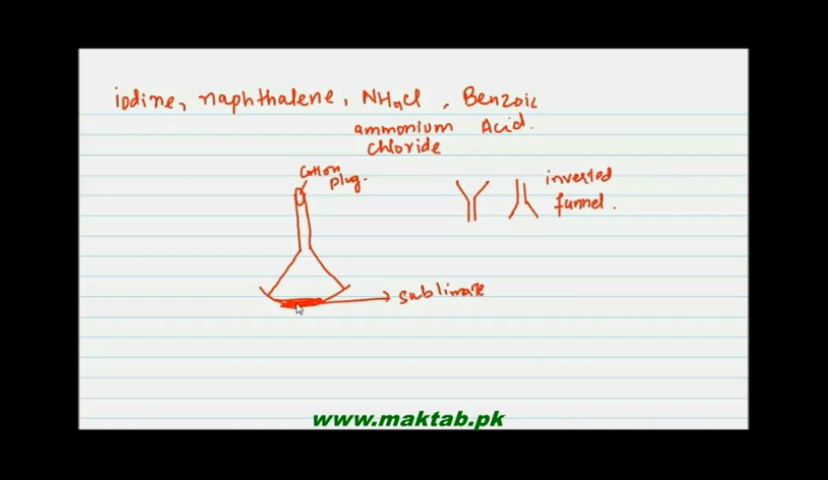 iodine, naphthalene, NH4Cl, Benzoic
ammonium Acid.
chloride
Cotton
plug.
inverted
funnel.
sublimate
www.maktab.pk